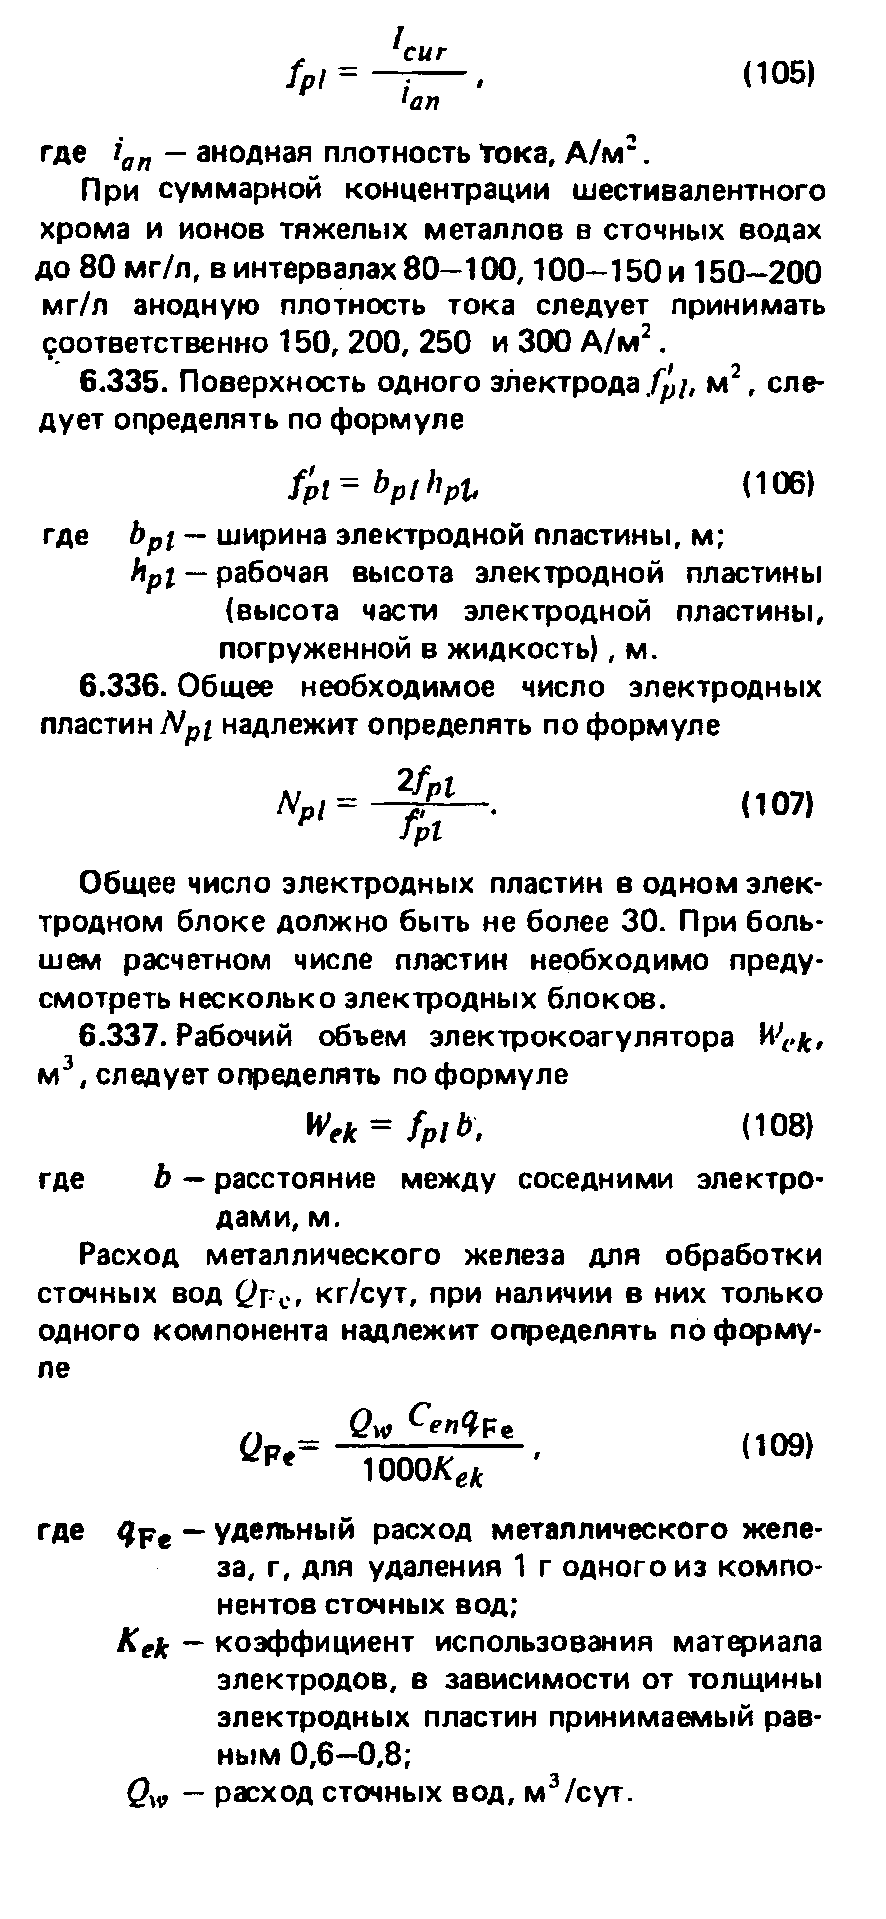 f_pl = I_cur / i_an , (105)
где i_an — анодная плотность тока, А/м².
При суммарной концентрации шестивалентного
хрома и ионов тяжелых металлов в сточных водах
до 80 мг/л, в интервалах 80—100, 100—150 и 150—200
мг/л анодную плотность тока следует принимать
соответственно 150, 200, 250 и 300 А/м².
6.335. Поверхность одного электрода f'_pl, м², сле-
дует определять по формуле
f'_pl = b_pl h_pl, (106)
где b_pl — ширина электродной пластины, м;
h_pl — рабочая высота электродной пластины
(высота части электродной пластины,
погруженной в жидкость), м.
6.336. Общее необходимое число электродных
пластин N_pl надлежит определять по формуле
N_pl = 2f_pl / f'_pl . (107)
Общее число электродных пластин в одном элек-
тродном блоке должно быть не более 30. При боль-
шем расчетном числе пластин необходимо преду-
смотреть несколько электродных блоков.
6.337. Рабочий объем электрокоагулятора W_ek,
м³, следует определять по формуле
W_ek = f_pl b, (108)
где b — расстояние между соседними электро-
дами, м.
Расход металлического железа для обработки
сточных вод Q_Fe, кг/сут, при наличии в них только
одного компонента надлежит определять по форму-
ле
Q_Fe = Q_w C_en q_Fe / 1000K_ek , (109)
где q_Fe — удельный расход металлического желе-
за, г, для удаления 1 г одного из компо-
нентов сточных вод;
K_ek — коэффициент использования материала
электродов, в зависимости от толщины
электродных пластин принимаемый рав-
ным 0,6—0,8;
Q_w — расход сточных вод, м³/сут.